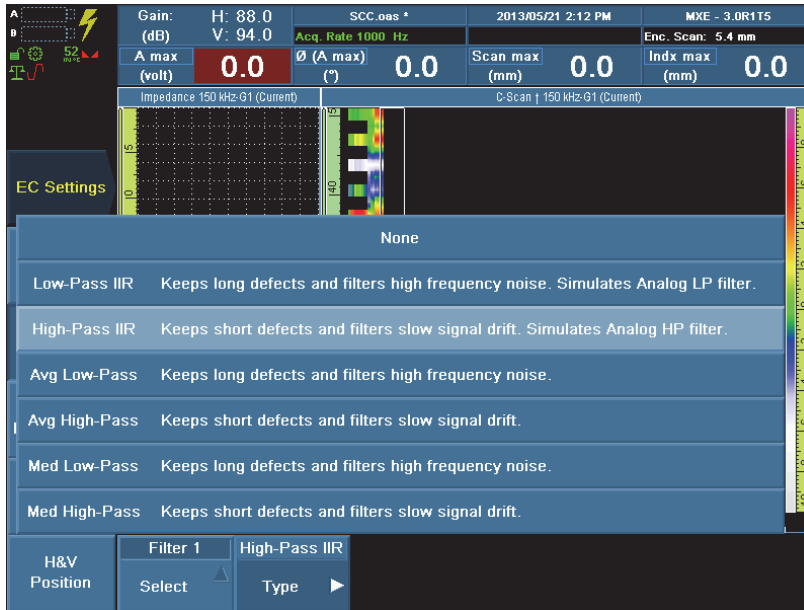 A
B
52
IN °C
Gain: H: 88.0
(dB) V: 94.0
SCC.oas *
Acq. Rate 1000 Hz
2013/05/21 2:12 PM
MXE - 3.0R1T5
Enc. Scan: 5.4 mm
A max
(volt)
0.0
Ø (A max)
(°)
0.0
Scan max
(mm)
0.0
Indx max
(mm)
0.0
Impedance 150 kHz-G1 (Current)
C-Scan † 150 kHz-G1 (Current)
EC Settings
None
Low-Pass IIR Keeps long defects and filters high frequency noise. Simulates Analog LP filter.
High-Pass IIR Keeps short defects and filters slow signal drift. Simulates Analog HP filter.
Avg Low-Pass Keeps long defects and filters high frequency noise.
Avg High-Pass Keeps short defects and filters slow signal drift.
Med Low-Pass Keeps long defects and filters high frequency noise.
Med High-Pass Keeps short defects and filters slow signal drift.
H&V
Position
Filter 1
Select
High-Pass IIR
Type